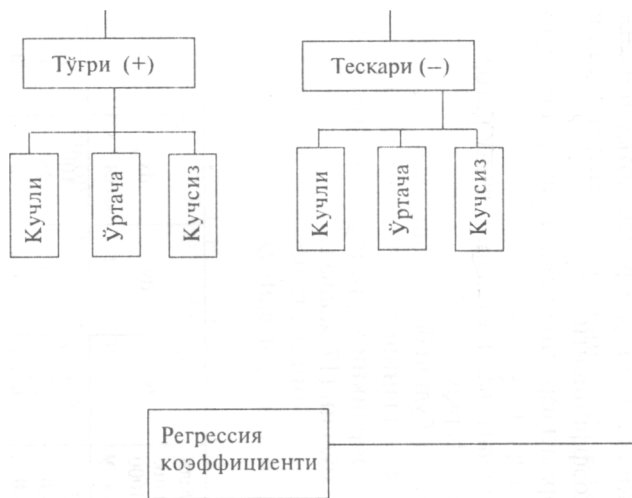 Тўғри (+)
Тескари (--)
Кучли
Ўртача
Кучсиз
Кучли
Ўртача
Кучсиз
Регрессия
коэффициенти